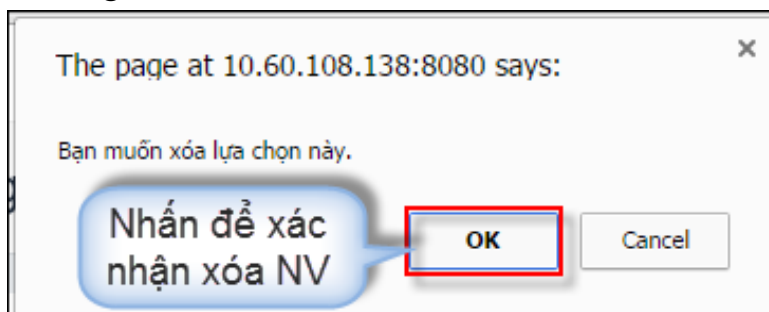 The page at 10.60.108.138:8080 says:
Bạn muốn xóa lựa chọn này.
Nhấn để xác
nhận xóa NV
OK
Cancel